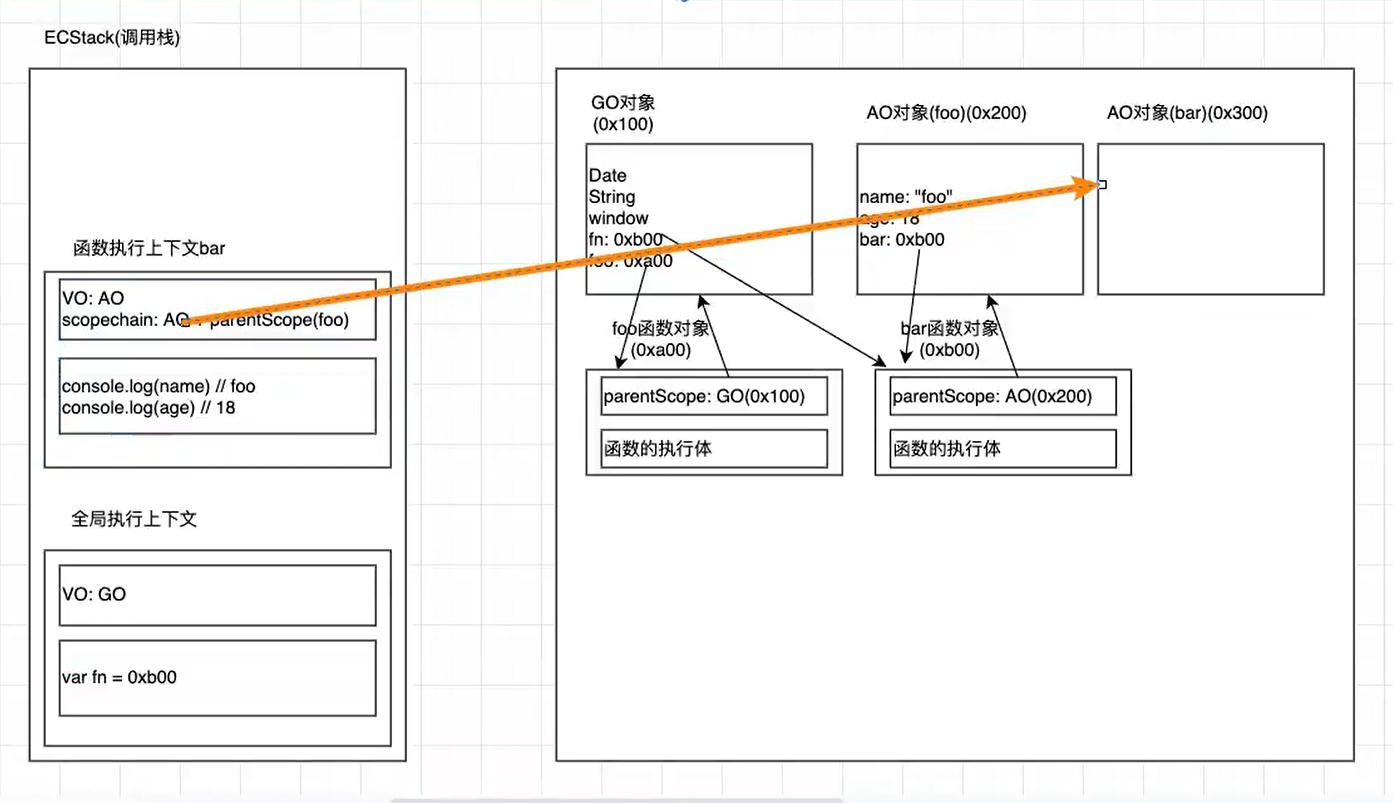 ECStack(调用栈)
函数执行上下文bar
VO: AO
scopechain: AO + parentScope(foo)
console.log(name) // foo
console.log(age) // 18
全局执行上下文
VO: GO
var fn = 0xb00
GO对象
(0x100)
Date
String
window
fn: 0xb00
foo: 0xa00
AO对象(foo)(0x200)
name: "foo"
age: 18
bar: 0xb00
AO对象(bar)(0x300)
foo函数对象
(0xa00)
parentScope: GO(0x100)
函数的执行体
bar函数对象
(0xb00)
parentScope: AO(0x200)
函数的执行体